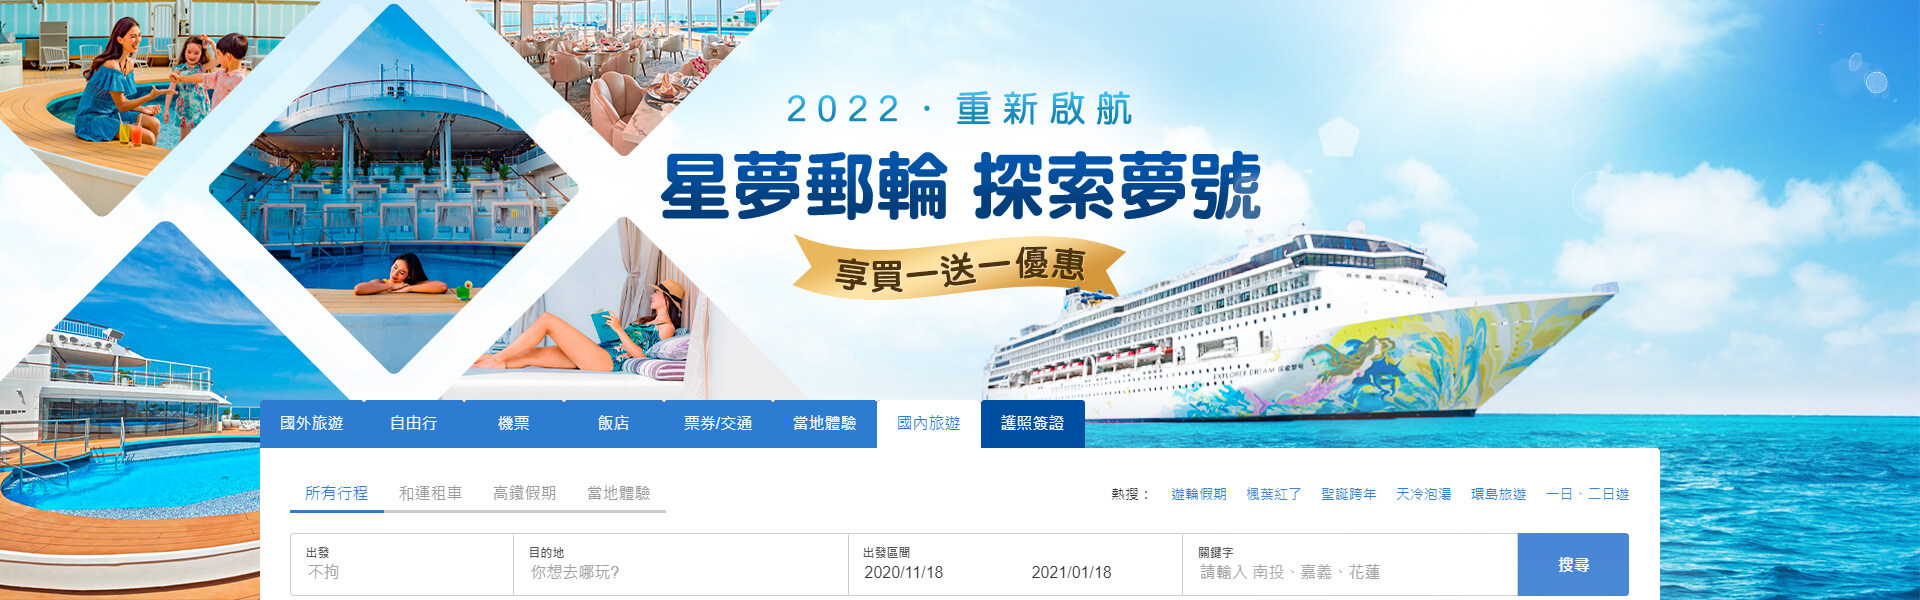 2022・重新啟航
星夢郵輪 探索夢號
享買一送一優惠
EXPLORER DREAM 探索夢號
國外旅遊
自由行
機票
飯店
票券/交通
當地體驗
國內旅遊
護照簽證
所有行程
和運租車
高鐵假期
當地體驗
熱搜：
遊輪假期
楓葉紅了
聖誕跨年
天冷泡湯
環島旅遊
一日、二日遊
出發
不拘
目的地
你想去哪玩?
出發區間
2020/11/18
2021/01/18
關鍵字
請輸入 南投、嘉義、花蓮
搜尋